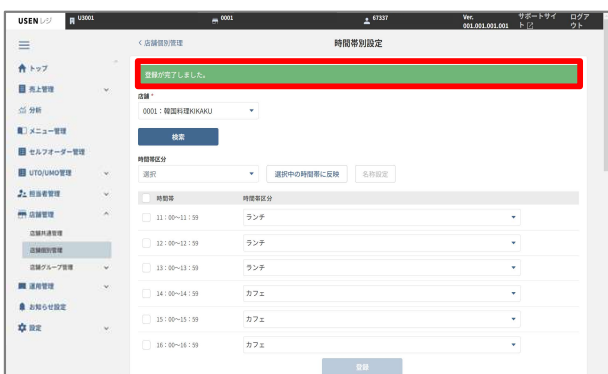 USENレジ U3001 0001 67337 Ver. 001.001.001.001 サポートサイト ログアウト
トップ
売上管理
分析
メニュー管理
セルフオーダー管理
UTO/UMO管理
担当者管理
店舗管理
店舗共通管理
店舗個別管理
店舗グループ管理
運用管理
お知らせ設定
設定
店舗個別管理 時間帯別設定
登録が完了しました。
店舗 *
0001：韓国料理KIKAKU
検索
時間帯区分
選択 選択中の時間帯に反映 名称設定
時間帯 時間帯区分
11：00～11：59 ランチ
12：00～12：59 ランチ
13：00～13：59 ランチ
14：00～14：59 カフェ
15：00～15：59 カフェ
16：00～16：59 カフェ
登録